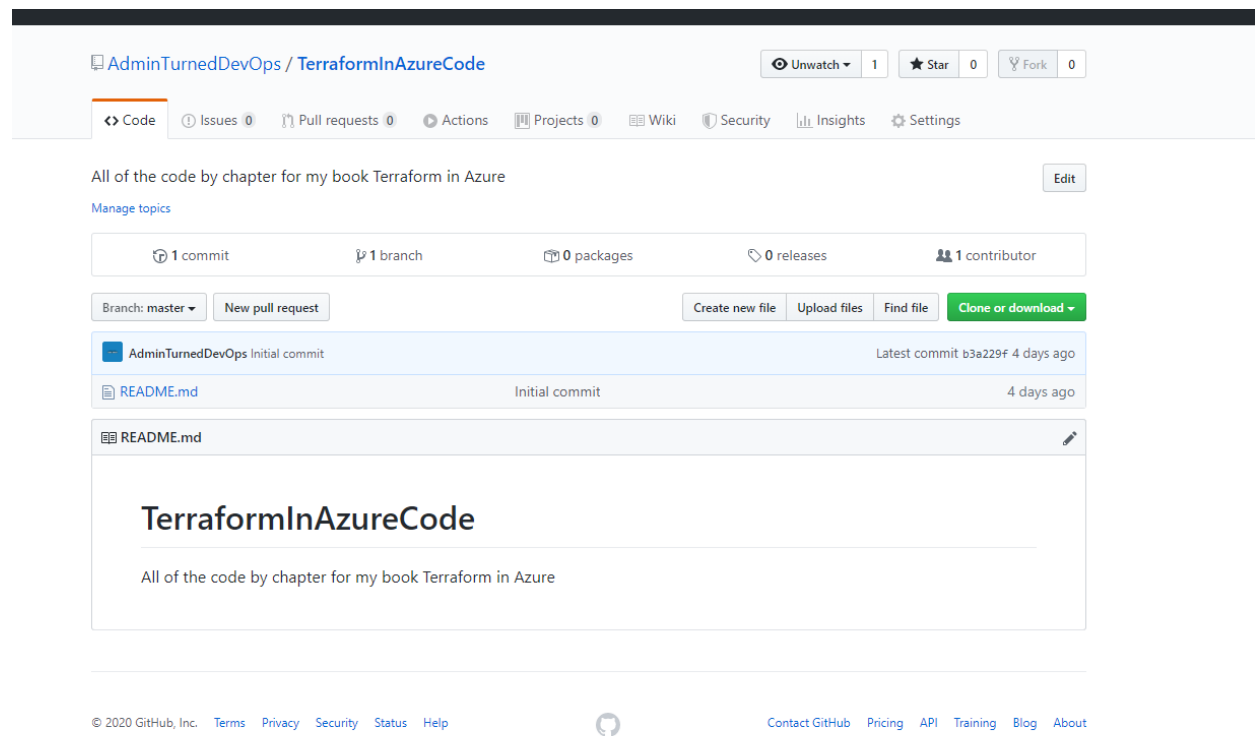 AdminTurnedDevOps / TerraformInAzureCode
Unwatch 1 Star 0 Fork 0
Code Issues 0 Pull requests 0 Actions Projects 0 Wiki Security Insights Settings
All of the code by chapter for my book Terraform in Azure Edit
Manage topics
1 commit 1 branch 0 packages 0 releases 1 contributor
Branch: master New pull request Create new file Upload files Find file Clone or download
AdminTurnedDevOps Initial commit Latest commit b3a229f 4 days ago
README.md Initial commit 4 days ago
README.md
TerraformInAzureCode
All of the code by chapter for my book Terraform in Azure
© 2020 GitHub, Inc. Terms Privacy Security Status Help Contact GitHub Pricing API Training Blog About